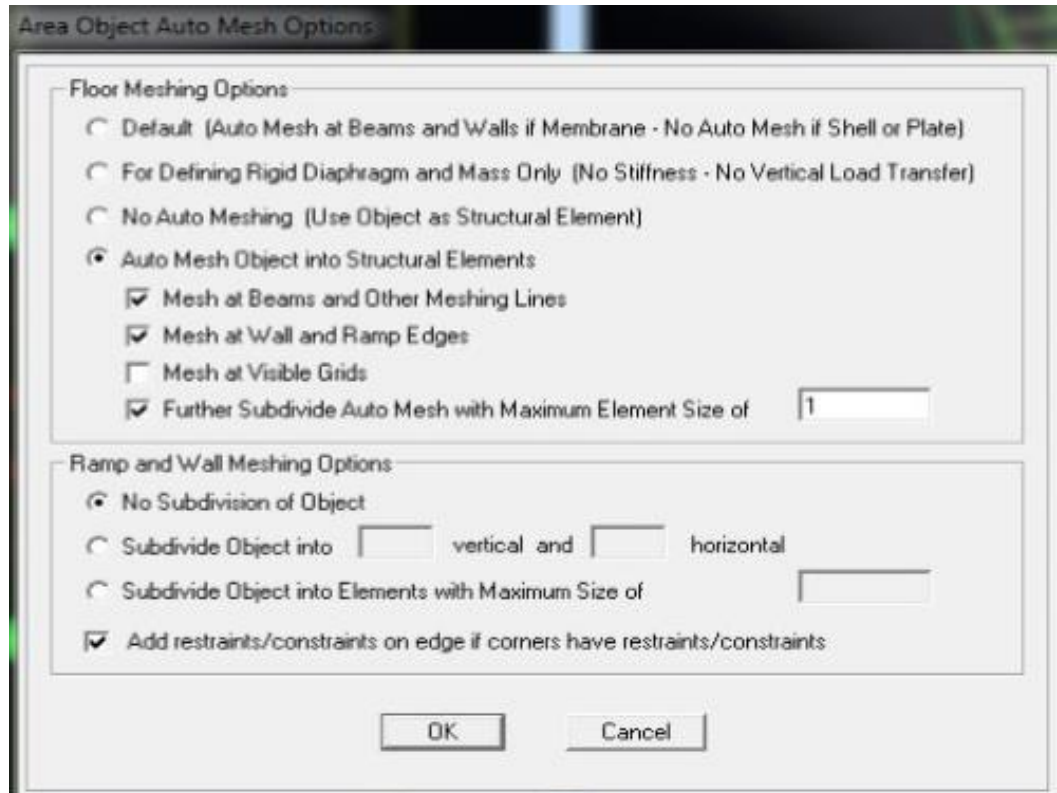 Area Object Auto Mesh Options
Floor Meshing Options
Default (Auto Mesh at Beams and Walls if Membrane - No Auto Mesh if Shell or Plate)
For Defining Rigid Diaphragm and Mass Only (No Stiffness - No Vertical Load Transfer)
No Auto Meshing (Use Object as Structural Element)
Auto Mesh Object into Structural Elements
Mesh at Beams and Other Meshing Lines
Mesh at Wall and Ramp Edges
Mesh at Visible Grids
Further Subdivide Auto Mesh with Maximum Element Size of 1
Ramp and Wall Meshing Options
No Subdivision of Object
Subdivide Object into vertical and horizontal
Subdivide Object into Elements with Maximum Size of
Add restraints/constraints on edge if corners have restraints/constraints
OK Cancel